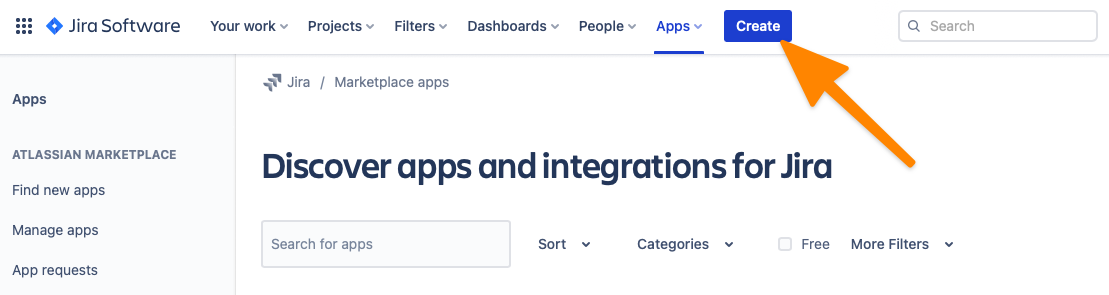 Jira Software Your work Projects Filters Dashboards People Apps Create Search
Jira / Marketplace apps
Apps
Discover apps and integrations for Jira
ATLASSIAN MARKETPLACE
Find new apps
Manage apps
Search for apps Sort Categories Free More Filters
App requests